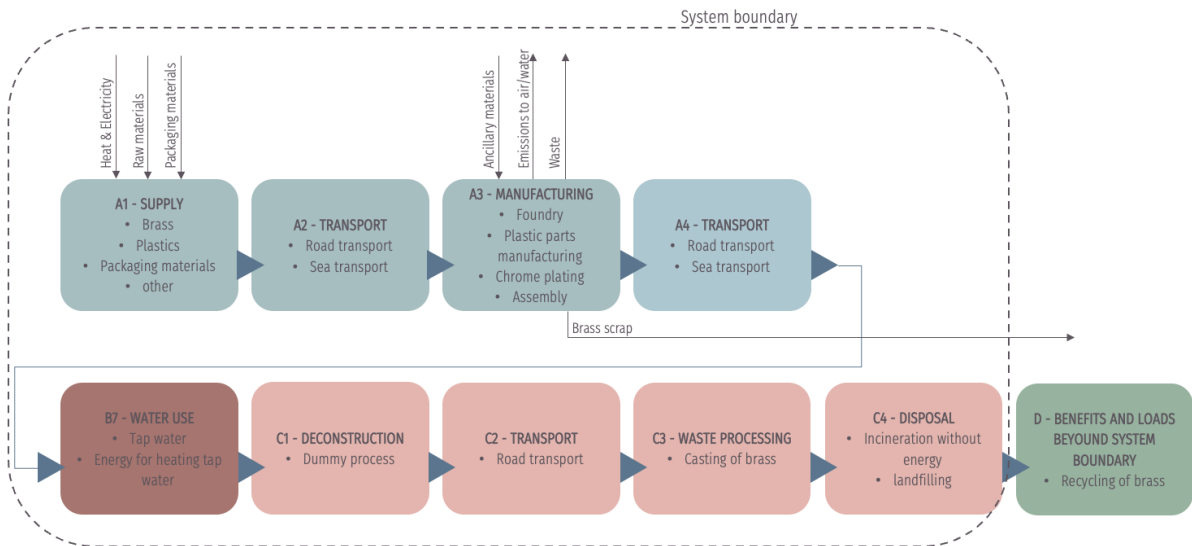 System boundary
Heat & Electricity
Raw materials
Packaging materials
Ancillary materials
Emissions to air/water
Waste
A1 - SUPPLY
• Brass
• Plastics
• Packaging materials
• other
A2 - TRANSPORT
• Road transport
• Sea transport
A3 - MANUFACTURING
• Foundry
• Plastic parts
manufacturing
• Chrome plating
• Assembly
A4 - TRANSPORT
• Road transport
• Sea transport
Brass scrap
B7 - WATER USE
• Tap water
• Energy for heating tap
water
C1 - DECONSTRUCTION
• Dummy process
C2 - TRANSPORT
• Road transport
C3 - WASTE PROCESSING
• Casting of brass
C4 - DISPOSAL
• Incineration without
energy
• landfilling
D - BENEFITS AND LOADS
BEYOUND SYSTEM
BOUNDARY
• Recycling of brass